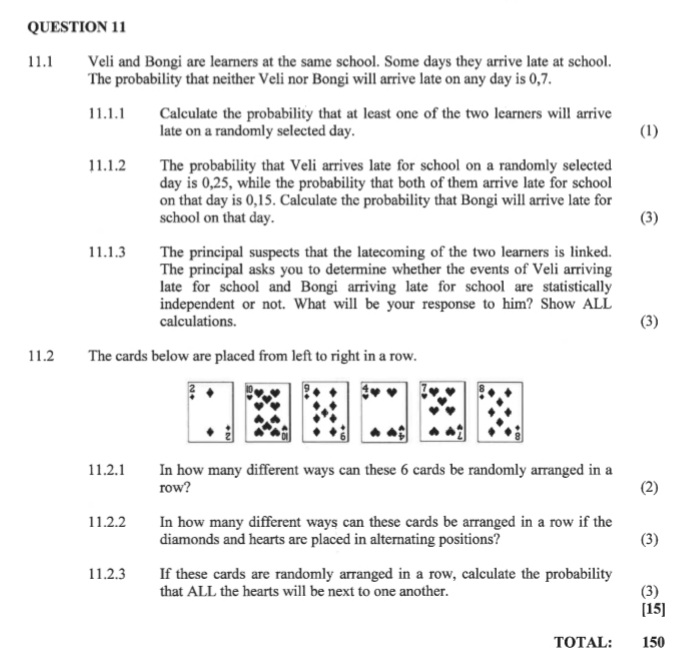 QUESTION 11
11.1 Veli and Bongi are learners at the same school. Some days they arrive late at school.
The probability that neither Veli nor Bongi will arrive late on any day is 0,7.
11.1.1 Calculate the probability that at least one of the two learners will arrive
late on a randomly selected day. (1)
11.1.2 The probability that Veli arrives late for school on a randomly selected
day is 0,25, while the probability that both of them arrive late for school
on that day is 0,15. Calculate the probability that Bongi will arrive late for
school on that day. (3)
11.1.3 The principal suspects that the latecoming of the two learners is linked.
The principal asks you to determine whether the events of Veli arriving
late for school and Bongi arriving late for school are statistically
independent or not. What will be your response to him? Show ALL
calculations. (3)
11.2 The cards below are placed from left to right in a row.
2 10 9 4 7 8
2 10 9 4 7 8
11.2.1 In how many different ways can these 6 cards be randomly arranged in a
row? (2)
11.2.2 In how many different ways can these cards be arranged in a row if the
diamonds and hearts are placed in alternating positions? (3)
11.2.3 If these cards are randomly arranged in a row, calculate the probability
that ALL the hearts will be next to one another. (3)
[15]
TOTAL: 150